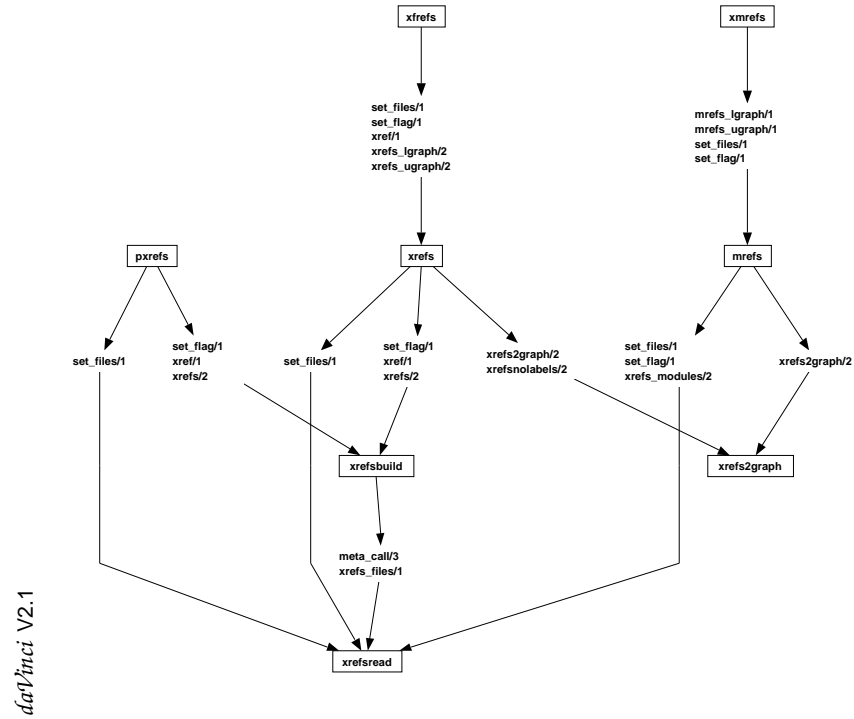 xfrefs
xmrefs
set_files/1
set_flag/1
xref/1
xrefs_lgraph/2
xrefs_ugraph/2
mrefs_lgraph/1
mrefs_ugraph/1
set_files/1
set_flag/1
pxrefs
xrefs
mrefs
set_files/1
set_flag/1
xref/1
xrefs/2
set_files/1
set_flag/1
xref/1
xrefs/2
xrefs2graph/2
xrefsnolabels/2
set_files/1
set_flag/1
xrefs_modules/2
xrefs2graph/2
xrefsbuild
xrefs2graph
meta_call/3
xrefs_files/1
xrefsread
daVinci V2.1